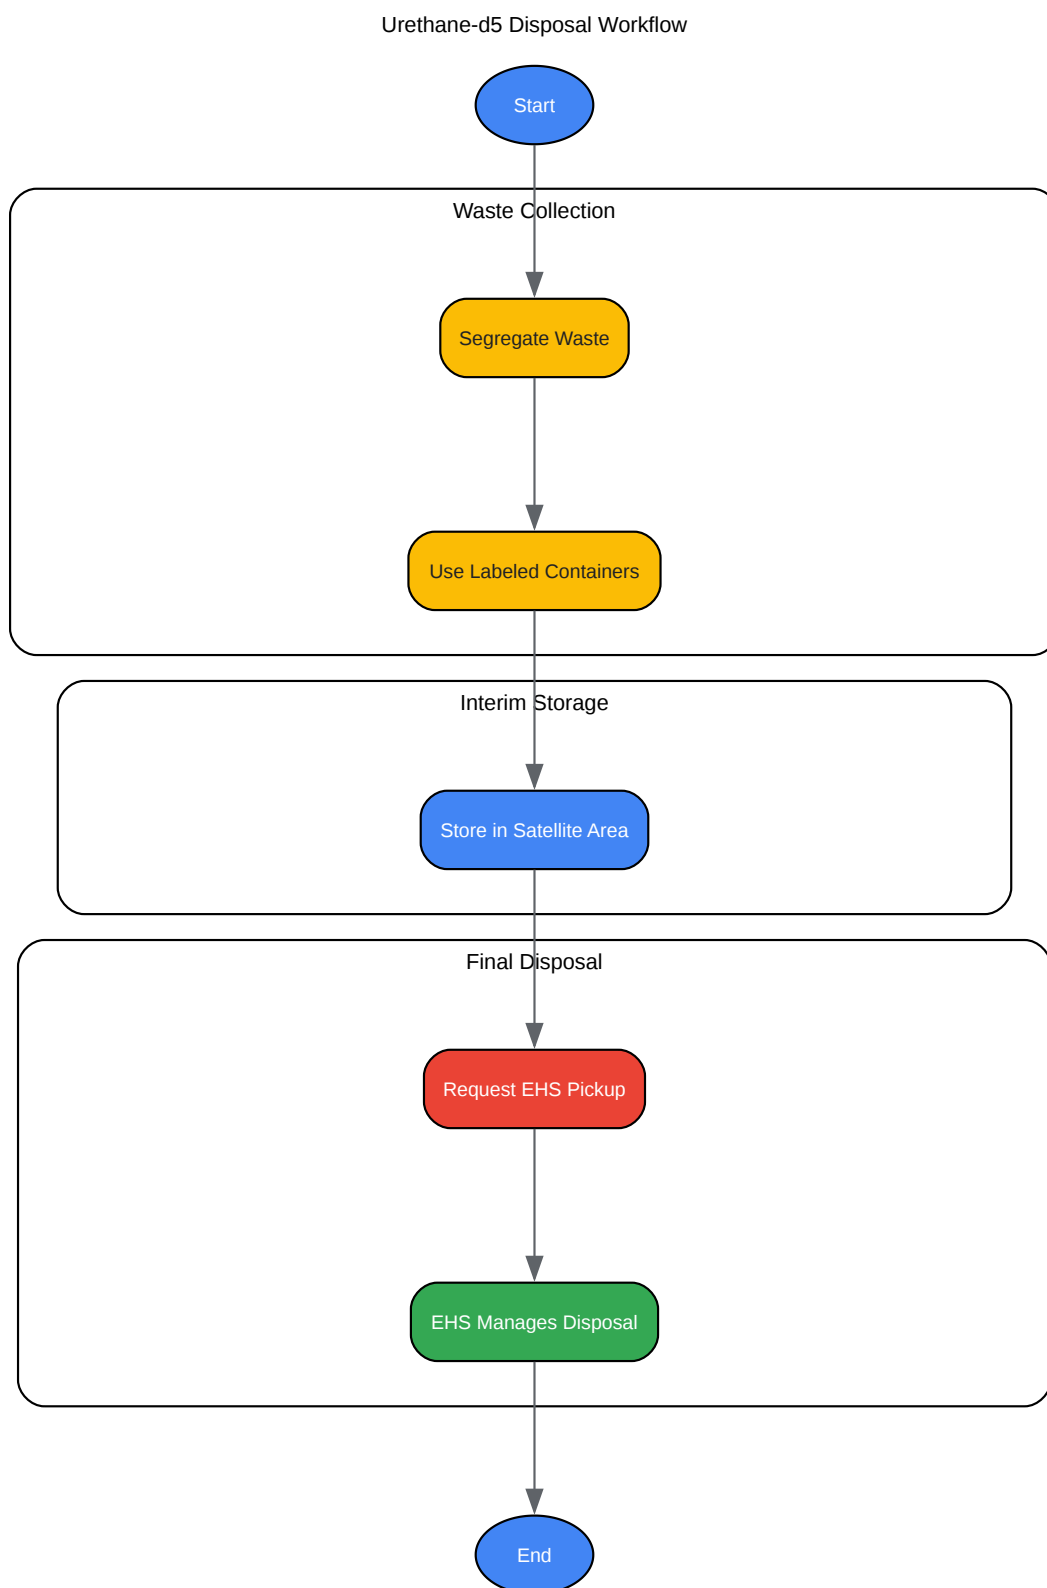 Urethane-d5 Disposal Workflow
Start
Waste Collection
Segregate Waste
Use Labeled Containers
Interim Storage
Store in Satellite Area
Final Disposal
Request EHS Pickup
EHS Manages Disposal
End